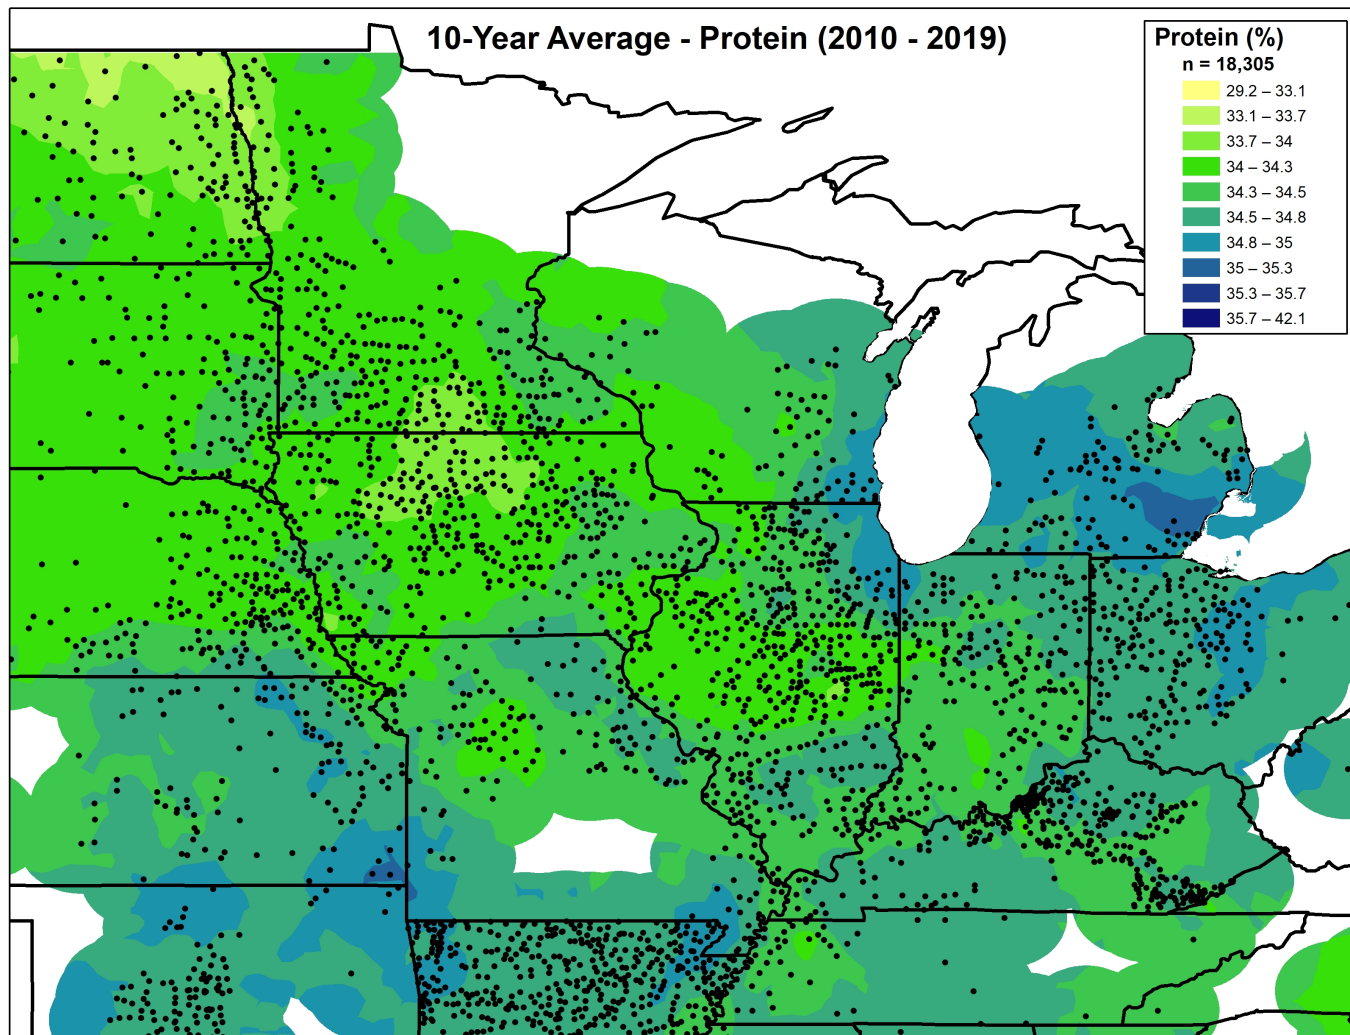 10-Year Average - Protein (2010 - 2019)
Protein (%)
n = 18,305
29.2 – 33.1
33.1 – 33.7
33.7 – 34
34 – 34.3
34.3 – 34.5
34.5 – 34.8
34.8 – 35
35 – 35.3
35.3 – 35.7
35.7 – 42.1